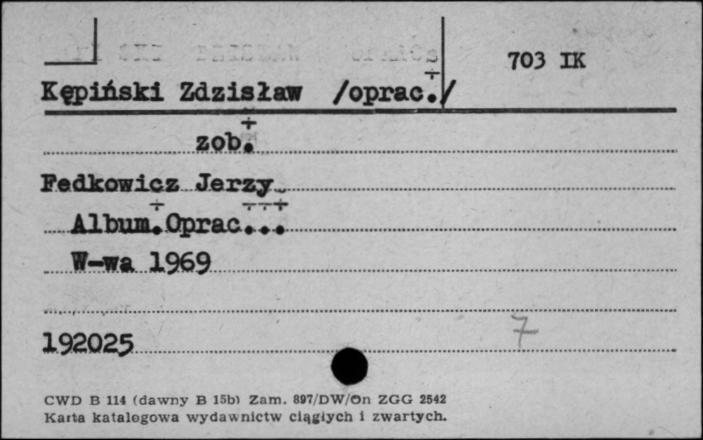 703 IK
Kępiński Zdzisław /oprac./
zob.
Fedkowicz Jerzy
Album.Oprac...
W-wa 1969
7
192025
CWD B 114 (dawny B 15b) Zam. 897/DW/On ZGG 2542
Karta katalogowa wydawnictw ciągłych i zwartych.